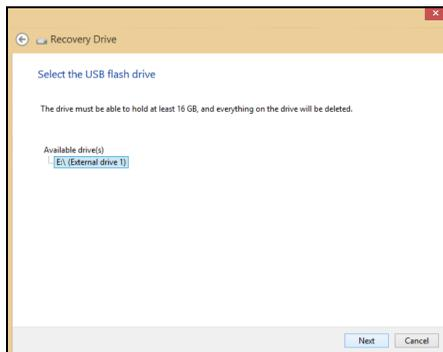 Recovery Drive
Select the USB flash drive
The drive must be able to hold at least 16 GB, and everything on the drive will be deleted.
Available drive(s)
E:\ (External drive 1)
Next Cancel